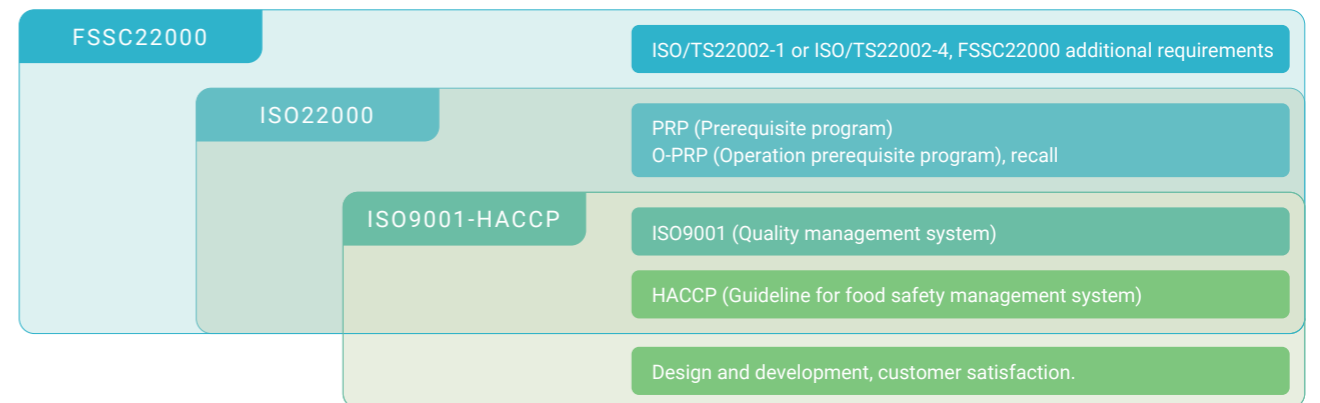 FSSC22000
ISO/TS22002-1 or ISO/TS22002-4, FSSC22000 additional requirements
ISO22000
PRP (Prerequisite program)
O-PRP (Operation prerequisite program), recall
ISO9001-HACCP
ISO9001 (Quality management system)
HACCP (Guideline for food safety management system)
Design and development, customer satisfaction.